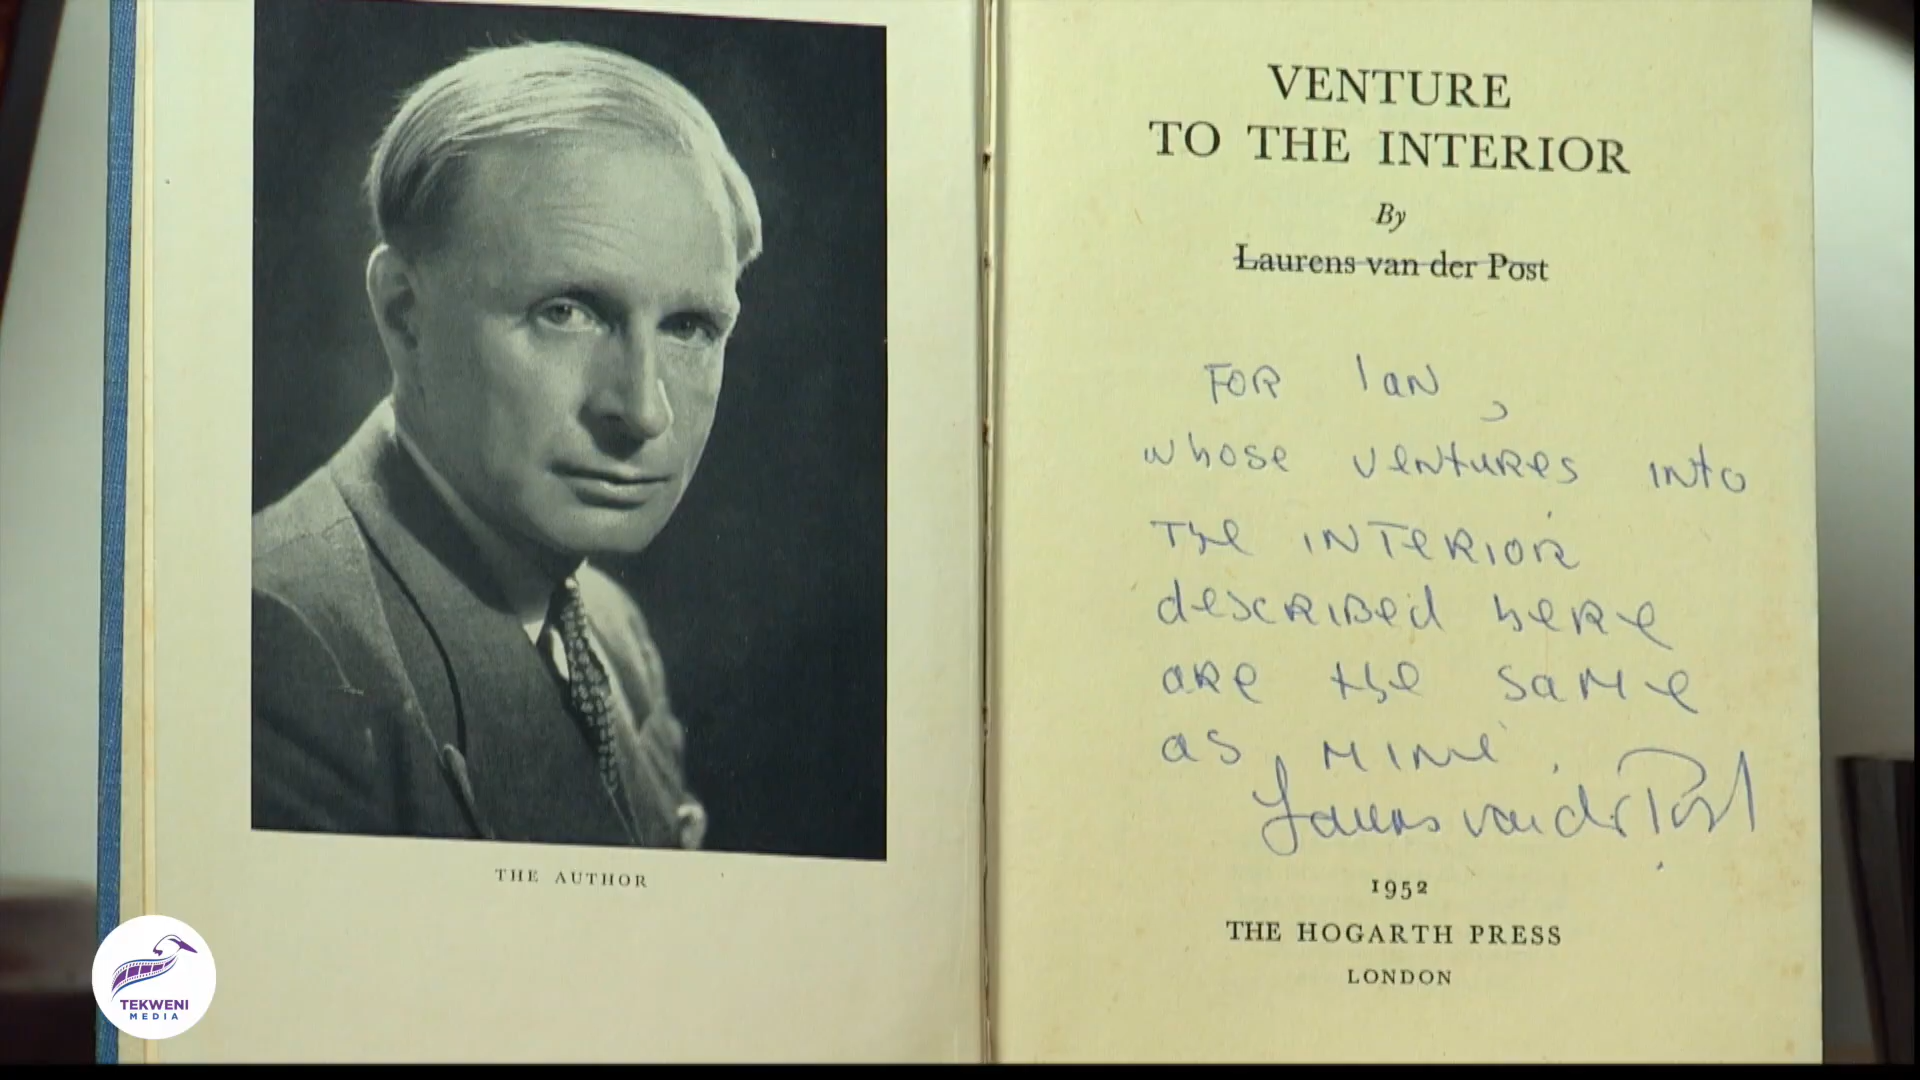 THE AUTHOR
VENTURE
TO THE INTERIOR
By
Laurens van der Post
FOR Ian,
whose ventures into
The INTERIOR
described here
are the same
as mine.
Laurens van der Post
1952
THE HOGARTH PRESS
LONDON
TEKWENI
MEDIA